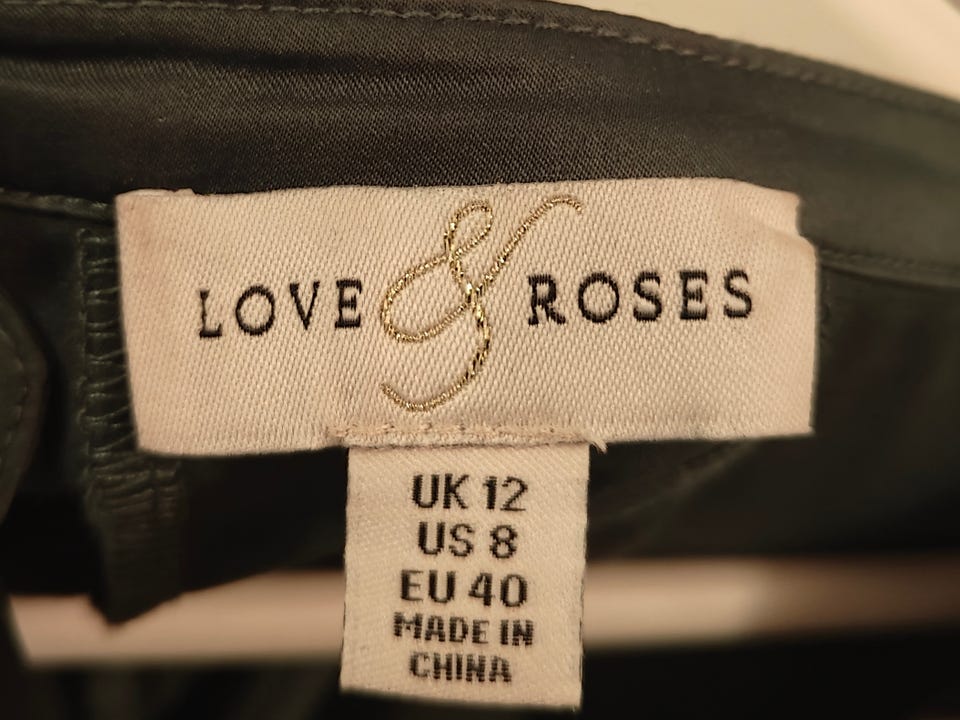 LOVE & ROSES
UK 12
US 8
EU 40
MADE IN
CHINA